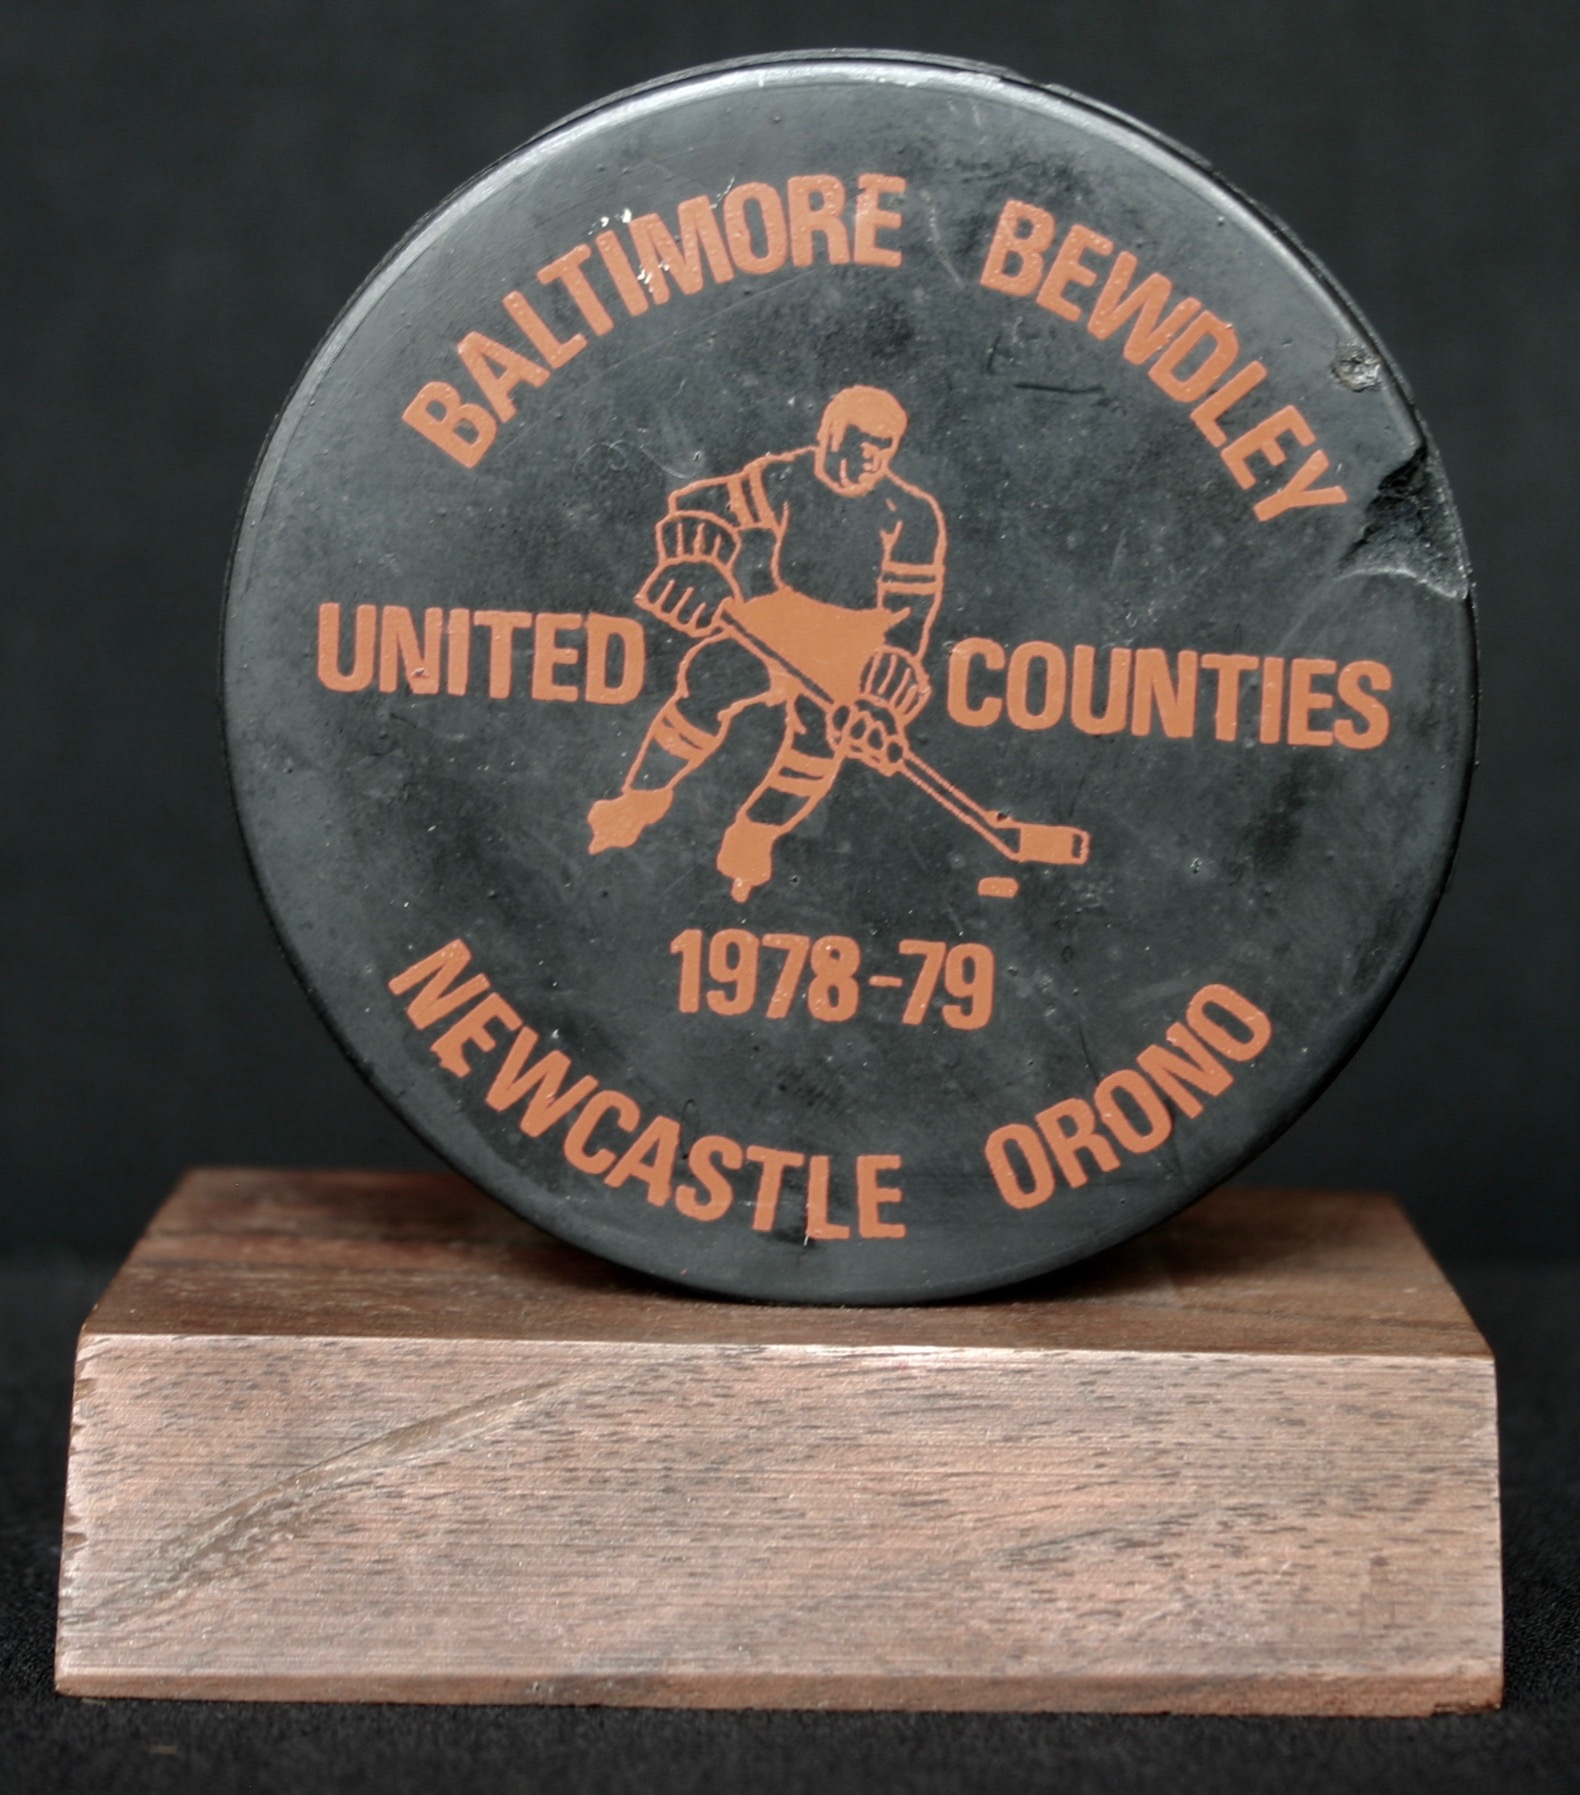 BALTIMORE BEWDLEY
UNITED COUNTIES
1978-79
NEWCASTLE ORONO